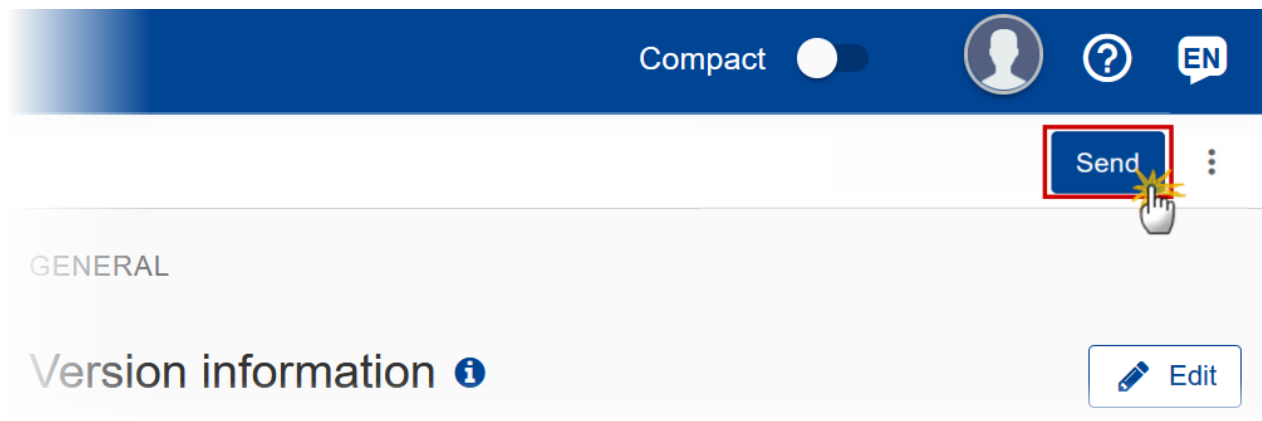 Compact EN
Send
GENERAL
Version information
Edit